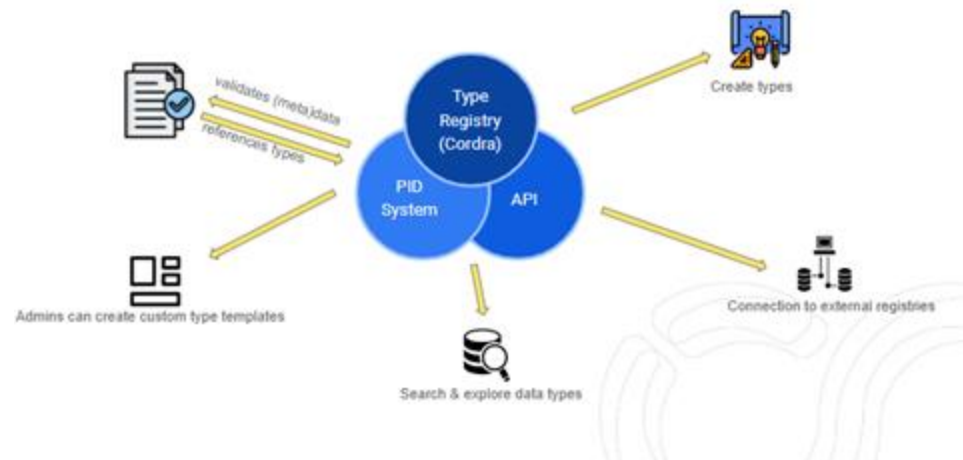 validates (meta)data
references types
Type
Registry
(Cordra)
PID
System
API
Create types
Admins can create custom type templates
Connection to external registries
Search & explore data types